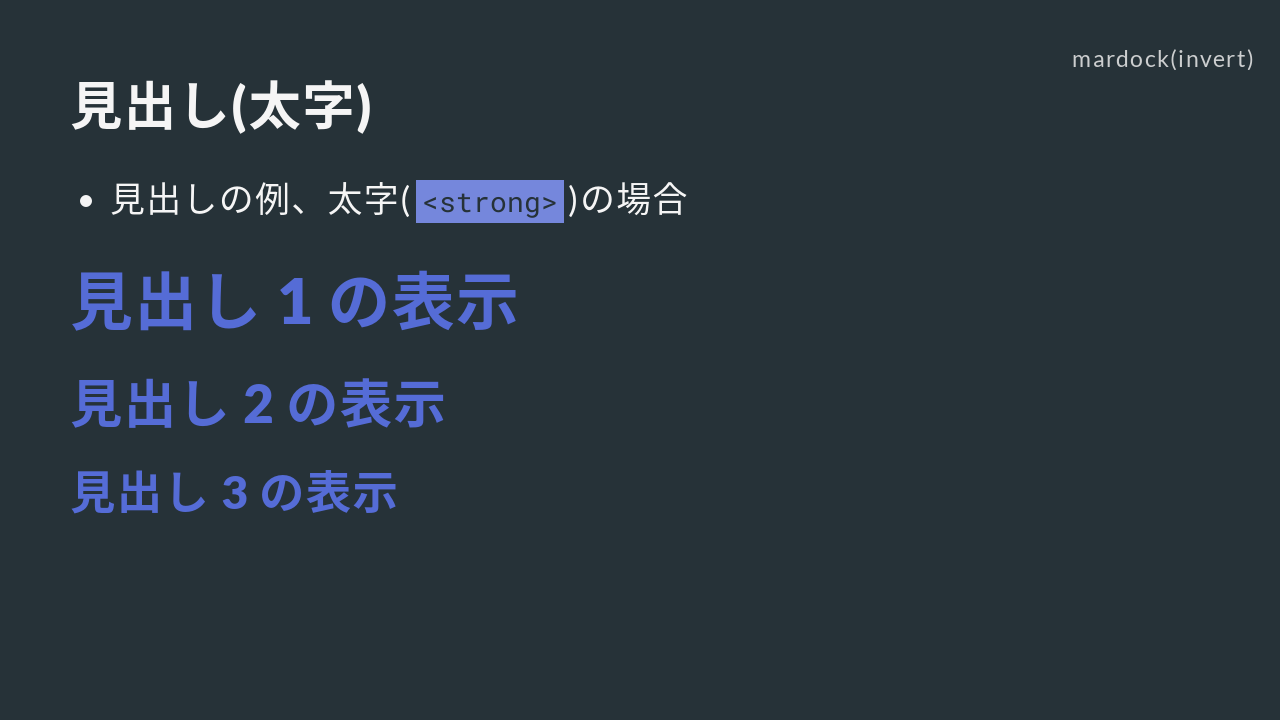 mardock(invert)
見出し(太字)
見出しの例、太字(<strong>)の場合
見出し 1 の表示
見出し 2 の表示
見出し 3 の表示